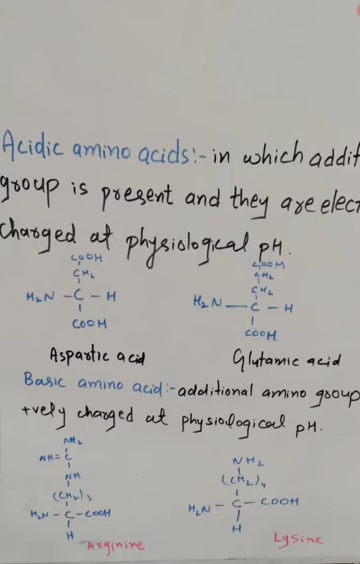 Acidic amino acids:- in which addit
group is present and they are elec
charged at physiological pH.
COOH
CH2
H2N - C - H
COOH
Aspartic acid
COOH
CH2
CH2
H2N - C - H
COOH
Glutamic acid
Basic amino acid:- additional amino group
+vely charged at physiological pH.
NH2
NH = C
NH
(CH2)3
H2N - C - COOH
H
Arginine
NH2
(CH2)4
H2N - C - COOH
H
Lysine